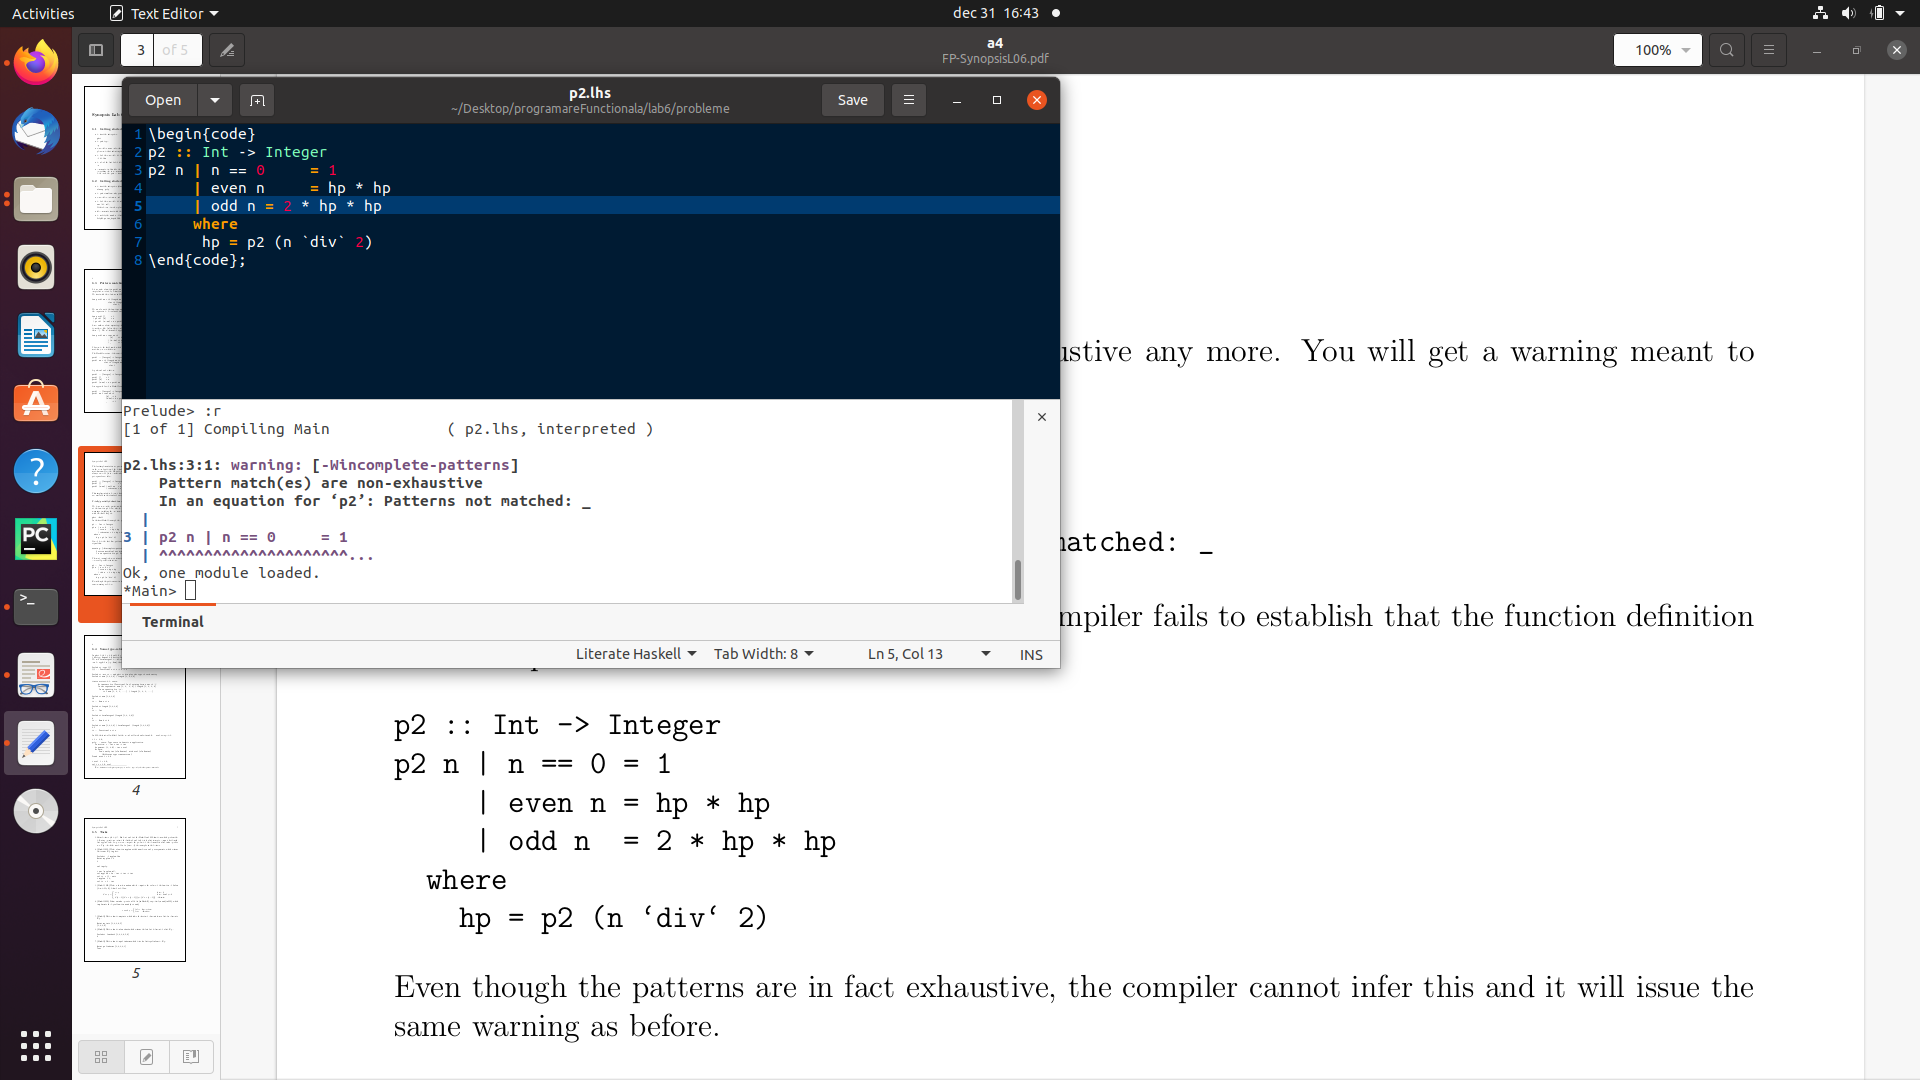 Activities
Text Editor
dec 31 16:43
3
of 5
a4
FP-SynopsisL06.pdf
100%
Open
p2.lhs
~/Desktop/programareFunctionala/lab6/probleme
Save
1 \begin{code}
2 p2 :: Int -> Integer
3 p2 n | n == 0     = 1
4      | even n     = hp * hp
5      | odd n = 2 * hp * hp
6      where
7       hp = p2 (n `div` 2)
8 \end{code};
Prelude> :r
[1 of 1] Compiling Main             ( p2.lhs, interpreted )
p2.lhs:3:1: warning: [-Wincomplete-patterns]
    Pattern match(es) are non-exhaustive
    In an equation for ‘p2’: Patterns not matched: _
  |
3 | p2 n | n == 0     = 1
  | ^^^^^^^^^^^^^^^^^^^^^...
Ok, one module loaded.
*Main>
Terminal
Literate Haskell
Tab Width: 8
Ln 5, Col 13
INS
ustive any more. You will get a warning meant to
atched: _
mpiler fails to establish that the function definition
p2 :: Int -> Integer
p2 n | n == 0 = 1
     | even n = hp * hp
     | odd n  = 2 * hp * hp
  where
    hp = p2 (n ‘div‘ 2)
Even though the patterns are in fact exhaustive, the compiler cannot infer this and it will issue the
same warning as before.
4
5